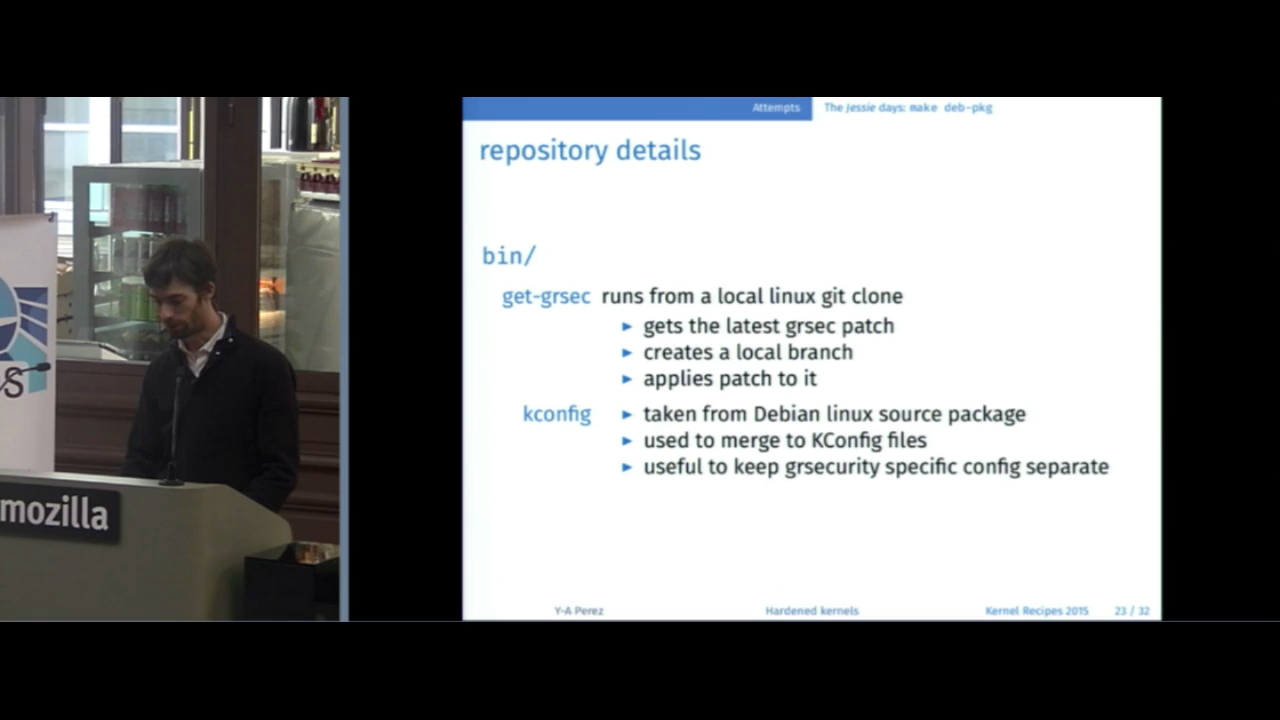 Attempts The Jessie days: make deb-pkg
repository details
bin/
get-grsec runs from a local linux git clone
▶ gets the latest grsec patch
▶ creates a local branch
▶ applies patch to it
kconfig ▶ taken from Debian linux source package
▶ used to merge to KConfig files
▶ useful to keep grsecurity specific config separate
Y-A Perez Hardened kernels Kernel Recipes 2015 23 / 32
mozilla